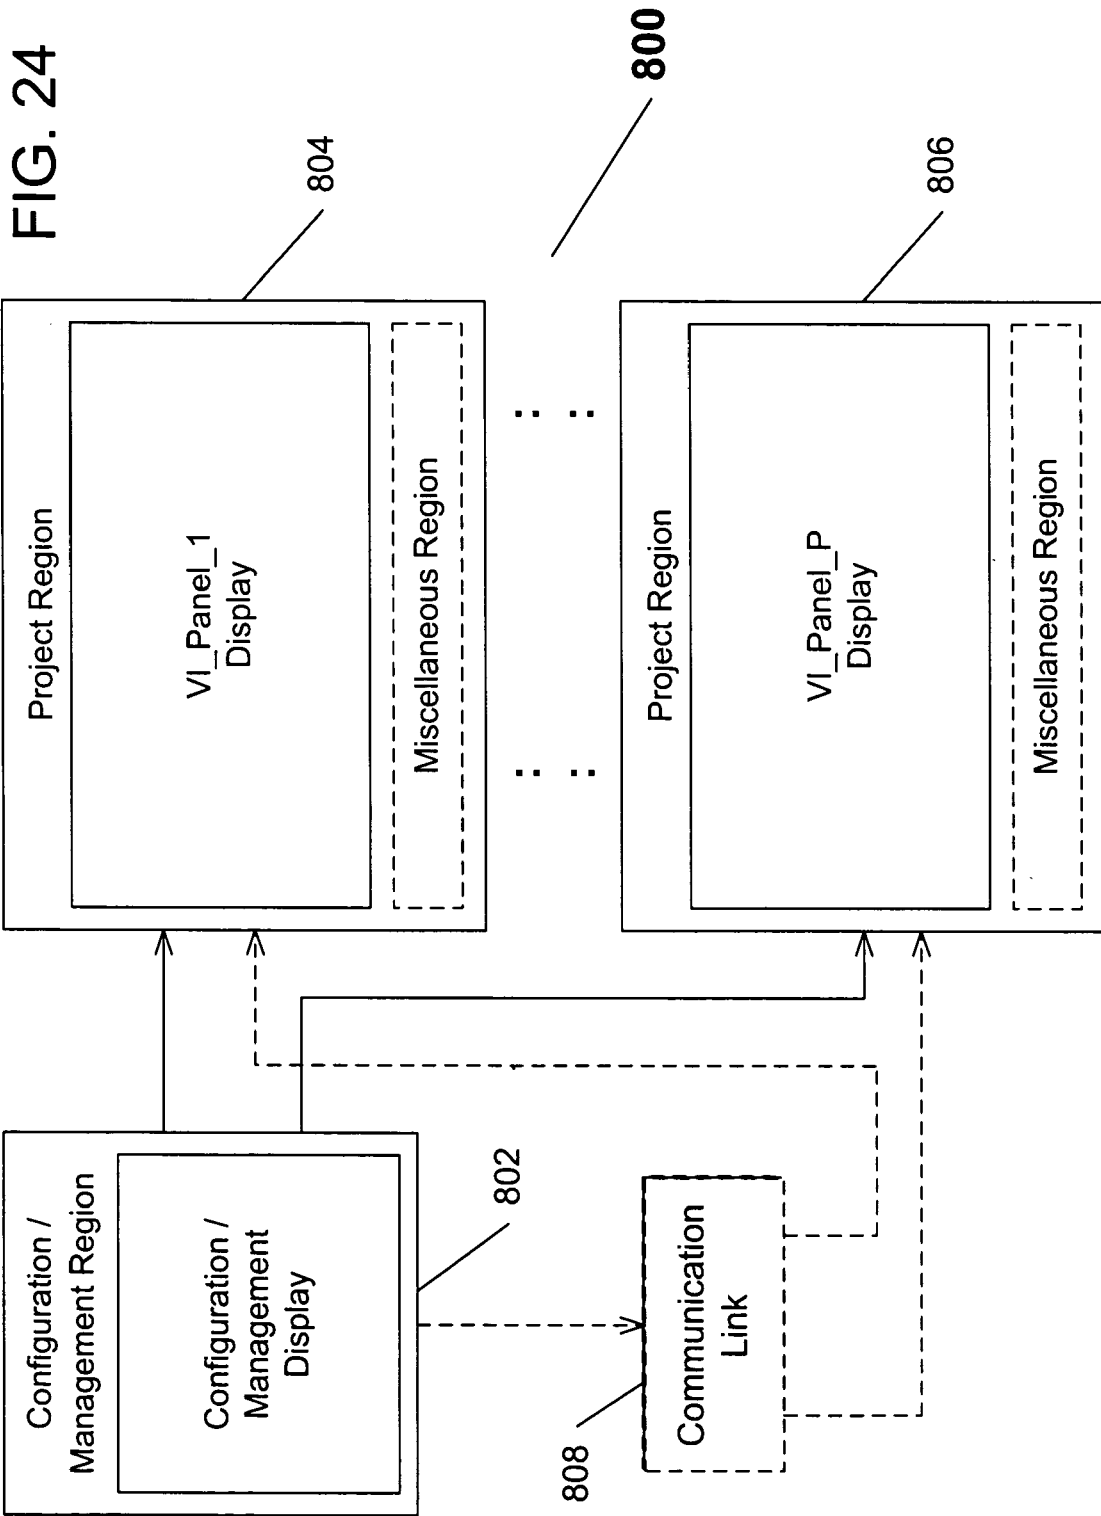 FIG. 24
Configuration /
Management Region
Configuration /
Management
Display
802
808
Communication
Link
Project Region
VI_Panel_1
Display
Miscellaneous Region
804
Project Region
VI_Panel_P
Display
Miscellaneous Region
806
800